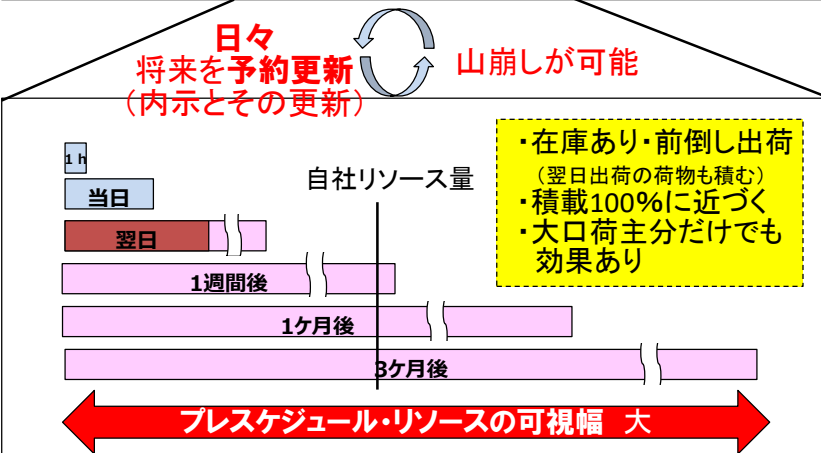 日々
将来を予約更新
（内示とその更新）
山崩しが可能
・在庫あり・前倒し出荷
（翌日出荷の荷物も積む）
・積載100%に近づく
・大口荷主分だけでも
効果あり
1 h
自社リソース量
当日
翌日
1週間後
1ケ月後
3ケ月後
プレスケジュール・リソースの可視幅 大